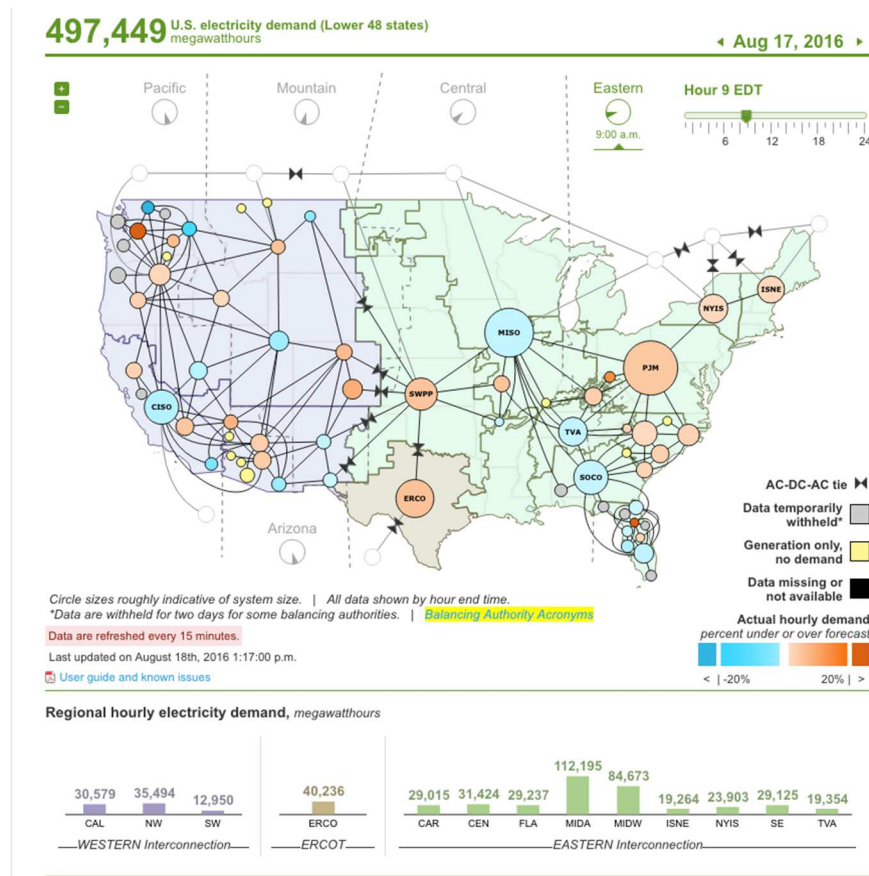 497,449 U.S. electricity demand (Lower 48 states)
megawatthours
Aug 17, 2016
Pacific
Mountain
Central
Eastern
9:00 a.m.
Hour 9 EDT
6 12 18 24
+
−
MISO
ISNE
NYIS
PJM
CISO
SWPP
TVA
SOCO
ERCO
Arizona
AC-DC-AC tie
Data temporarily
withheld*
Generation only,
no demand
Data missing or
not available
Actual hourly demand
percent under or over forecast
< | -20% 20% | >
Circle sizes roughly indicative of system size. | All data shown by hour end time.
*Data are withheld for two days for some balancing authorities. | Balancing Authority Acronyms
Data are refreshed every 15 minutes.
Last updated on August 18th, 2016 1:17:00 p.m.
User guide and known issues
Regional hourly electricity demand, megawatthours
30,579 35,494 12,950 40,236 29,015 31,424 29,237 112,195 84,673 19,264 23,903 29,125 19,354
CAL NW SW ERCO CAR CEN FLA MIDA MIDW ISNE NYIS SE TVA
WESTERN Interconnection ERCOT EASTERN Interconnection